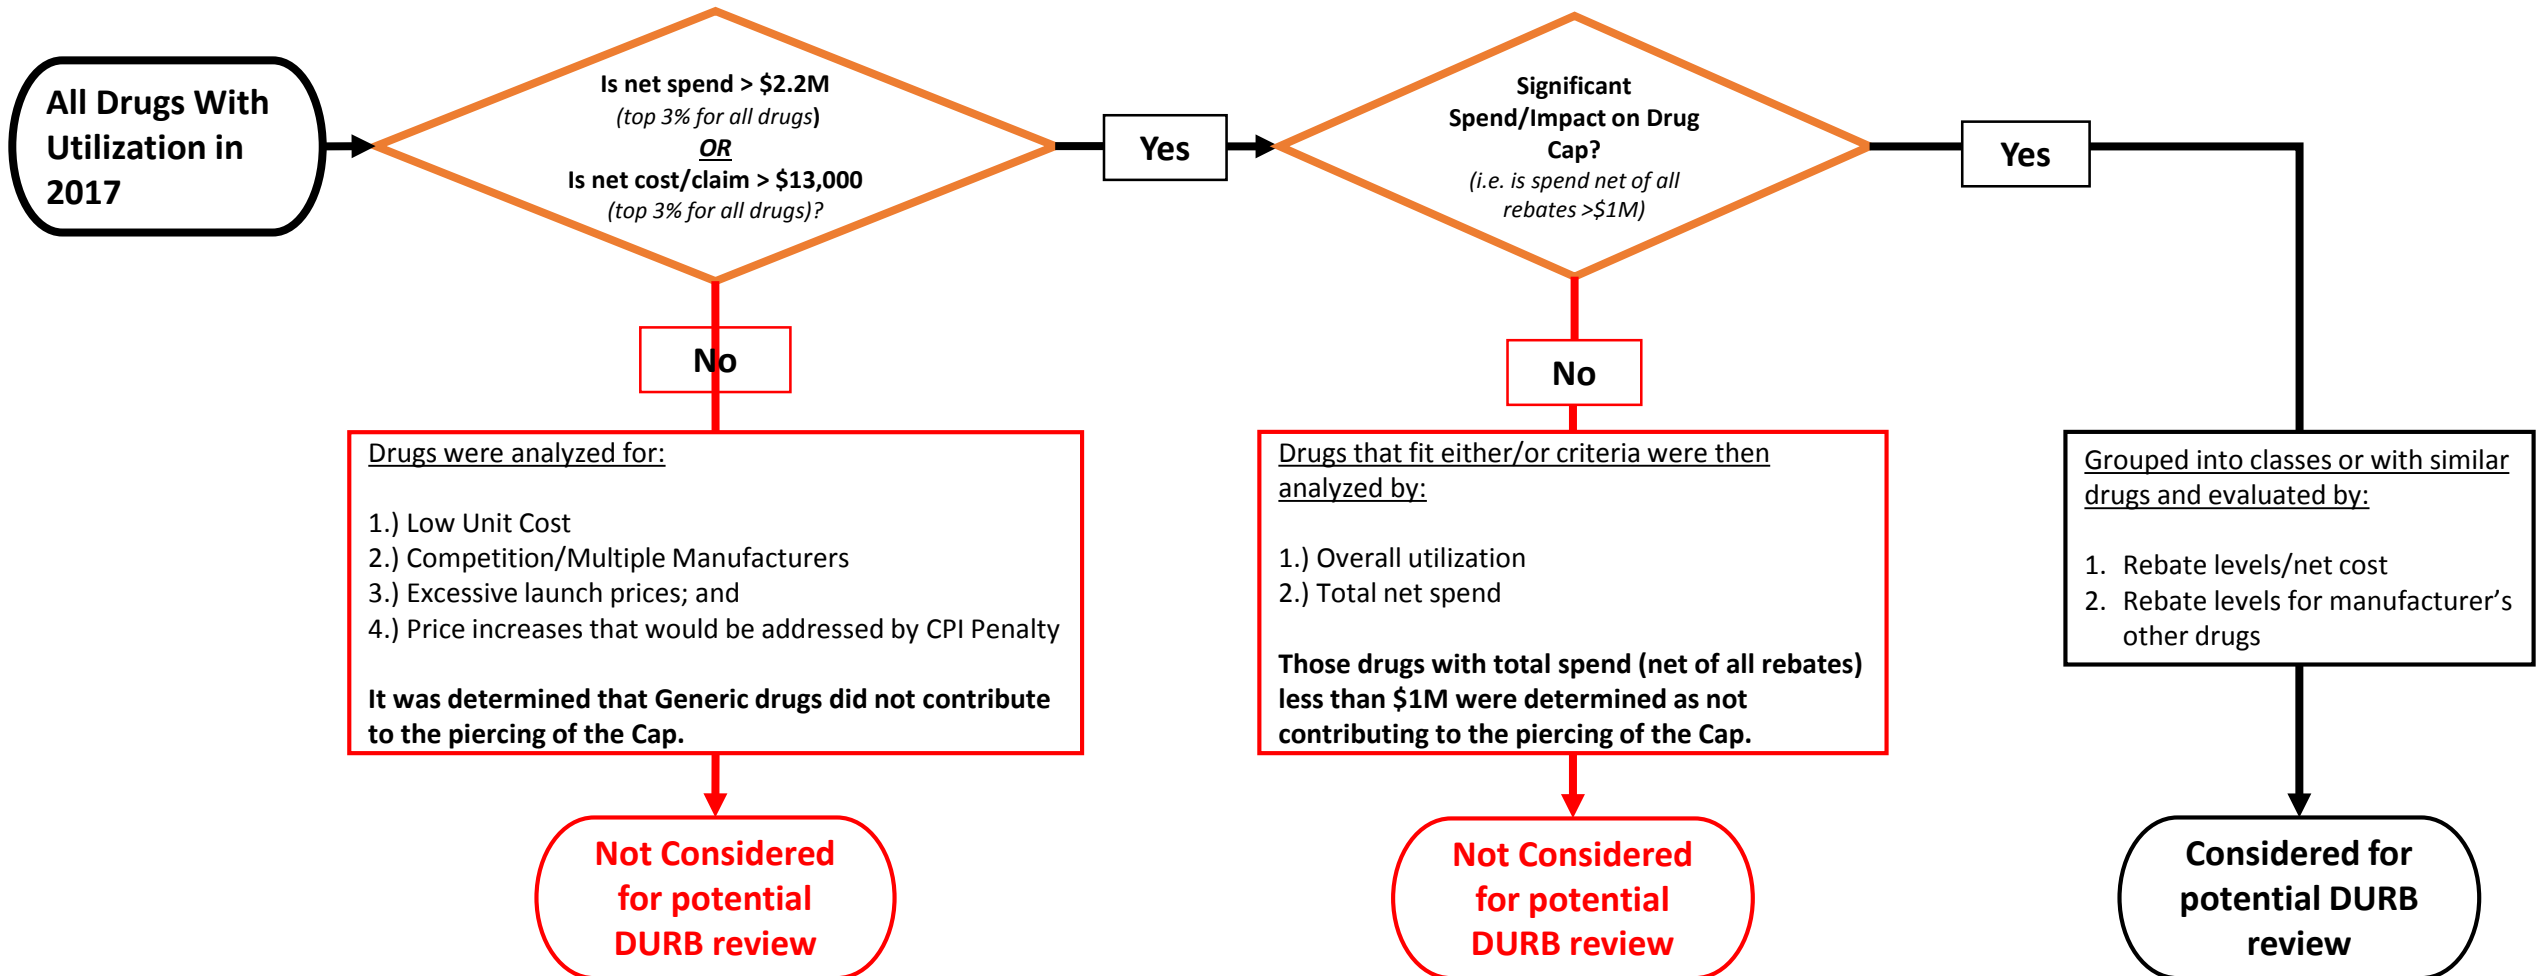 All Drugs With
Utilization in
2017
Is net spend > $2.2M
(top 3% for all drugs)
OR
Is net cost/claim > $13,000
(top 3% for all drugs)?
Yes
Significant
Spend/Impact on Drug
Cap?
(i.e. is spend net of all
rebates >$1M)
Yes
No
No
Drugs were analyzed for:
1.) Low Unit Cost
2.) Competition/Multiple Manufacturers
3.) Excessive launch prices; and
4.) Price increases that would be addressed by CPI Penalty
It was determined that Generic drugs did not contribute
to the piercing of the Cap.
Drugs that fit either/or criteria were then
analyzed by:
1.) Overall utilization
2.) Total net spend
Those drugs with total spend (net of all rebates)
less than $1M were determined as not
contributing to the piercing of the Cap.
Grouped into classes or with similar
drugs and evaluated by:
1. Rebate levels/net cost
2. Rebate levels for manufacturer’s
other drugs
Not Considered
for potential
DURB review
Not Considered
for potential
DURB review
Considered for
potential DURB
review